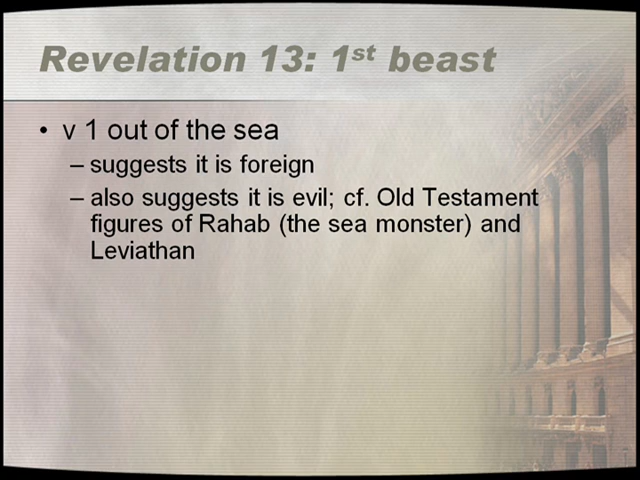 Revelation 13: 1st beast
• v 1 out of the sea
– suggests it is foreign
– also suggests it is evil; cf. Old Testament
figures of Rahab (the sea monster) and
Leviathan